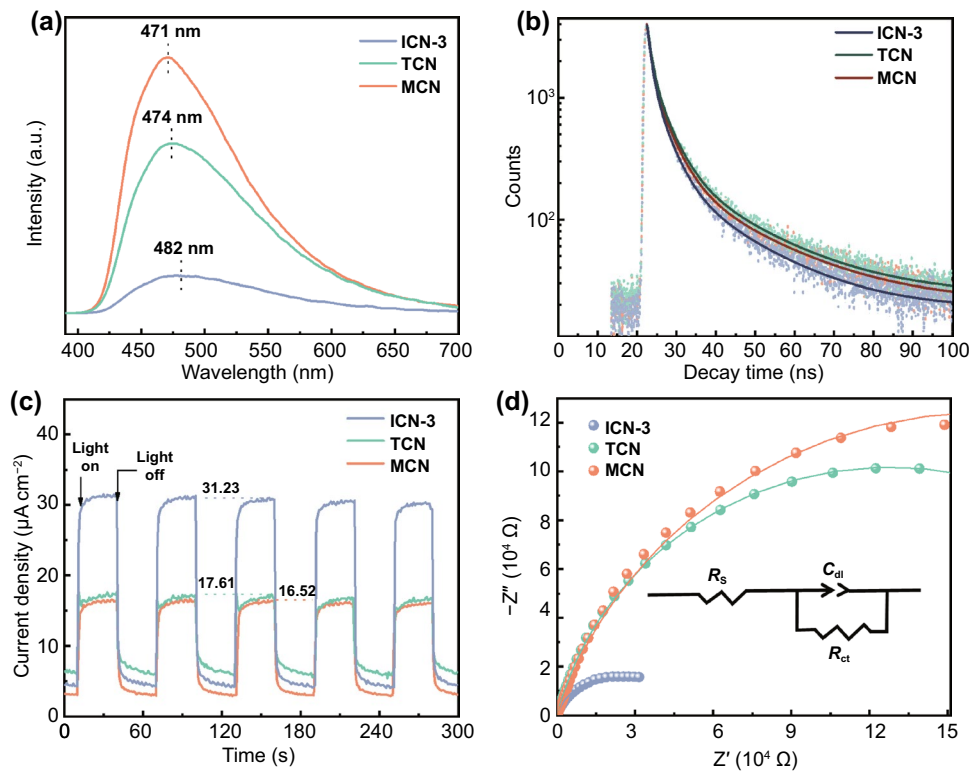 (a)
471 nm
474 nm
482 nm
ICN-3
TCN
MCN
Intensity (a.u.)
400
450
500
550
600
650
700
Wavelength (nm)
(b)
ICN-3
TCN
MCN
Counts
10³
10²
0
10
20
30
40
50
60
70
80
90
100
Decay time (ns)
(c)
ICN-3
TCN
MCN
Light
on
Light
off
31.23
17.61
16.52
Current density (µA cm⁻²)
40
30
20
10
0
0
60
120
180
240
300
Time (s)
(d)
ICN-3
TCN
MCN
Rs
Cdl
Rct
−Z″ (10⁴ Ω)
12
10
8
6
4
2
0
0
3
6
9
12
15
Z′ (10⁴ Ω)